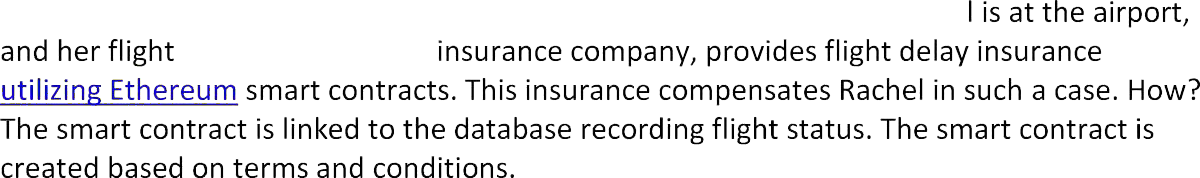 l is at the airport,
and her flight insurance company, provides flight delay insurance
utilizing Ethereum smart contracts. This insurance compensates Rachel in such a case. How?
The smart contract is linked to the database recording flight status. The smart contract is
created based on terms and conditions.